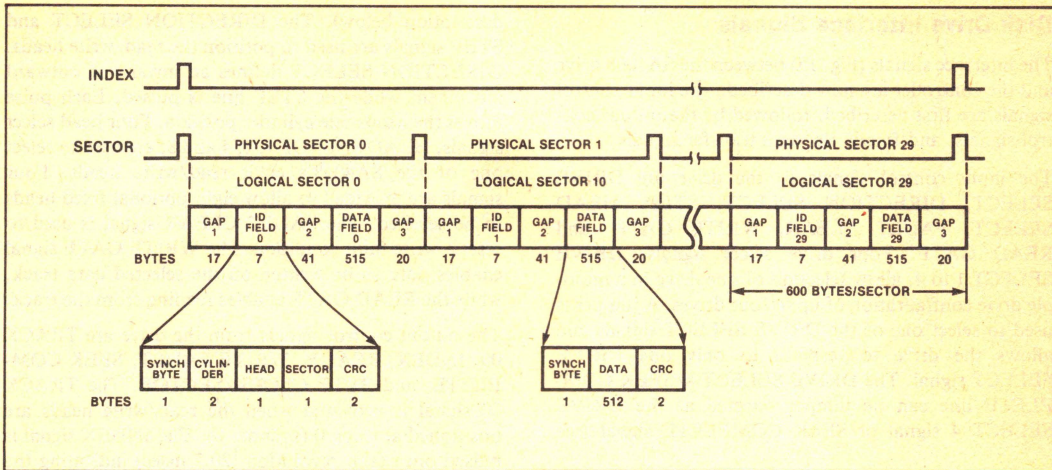 INDEX
SECTOR
PHYSICAL SECTOR 0
PHYSICAL SECTOR 1
PHYSICAL SECTOR 29
LOGICAL SECTOR 0
LOGICAL SECTOR 10
LOGICAL SECTOR 29
GAP 1
ID FIELD 0
GAP 2
DATA FIELD 0
GAP 3
GAP 1
ID FIELD 1
GAP 2
DATA FIELD 1
GAP 3
GAP 1
ID FIELD 29
GAP 2
DATA FIELD 29
GAP 3
BYTES 17 7 41 515 20 17 7 41 515 20 17 7 41 515 20
600 BYTES/SECTOR
SYNCH BYTE
CYLIN-DER
HEAD
SECTOR
CRC
BYTES 1 2 1 1 2
SYNCH BYTE
DATA
CRC
1 512 2